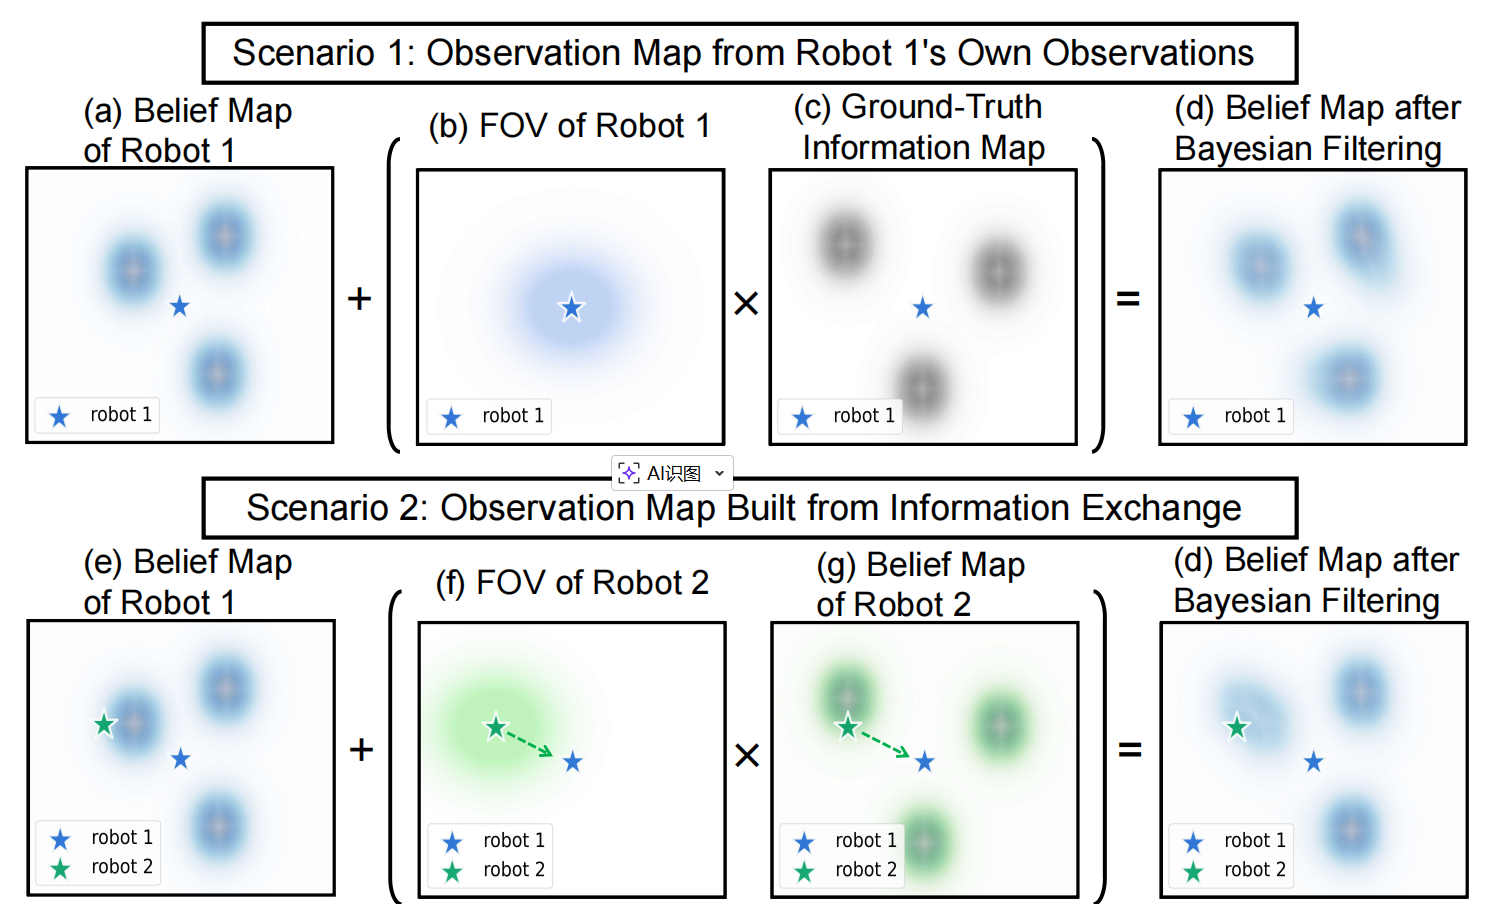 Scenario 1: Observation Map from Robot 1's Own Observations
(a) Belief Map
of Robot 1
(b) FOV of Robot 1
(c) Ground-Truth
Information Map
(d) Belief Map after
Bayesian Filtering
+
×
=
robot 1
robot 1
robot 1
robot 1
AI识图
Scenario 2: Observation Map Built from Information Exchange
(e) Belief Map
of Robot 1
(f) FOV of Robot 2
(g) Belief Map
of Robot 2
(d) Belief Map after
Bayesian Filtering
+
×
=
robot 1
robot 2
robot 1
robot 2
robot 1
robot 2
robot 1
robot 2